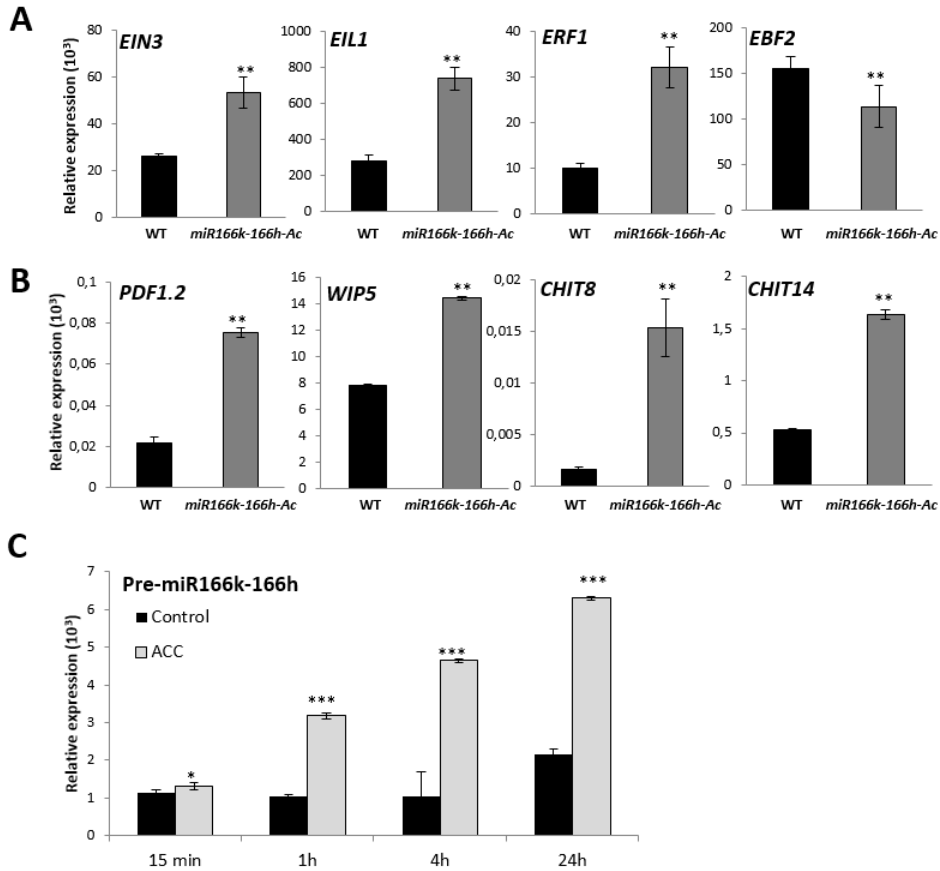 A
EIN3
EIL1
ERF1
EBF2
Relative expression (10³)
80
60
40
20
0
1000
800
600
400
200
0
40
30
20
10
0
200
150
100
50
0
**
**
**
**
WT
miR166k-166h-Ac
WT
miR166k-166h-Ac
WT
miR166k-166h-Ac
WT
miR166k-166h-Ac
B
PDF1.2
WIP5
CHIT8
CHIT14
Relative expression (10³)
0,1
0,08
0,06
0,04
0,02
0
16
14
12
10
8
6
4
2
0
0,02
0,015
0,01
0,005
0
2
1,5
1
0,5
0
**
**
**
**
WT
miR166k-166h-Ac
WT
miR166k-166h-Ac
WT
miR166k-166h-Ac
WT
miR166k-166h-Ac
C
Pre-miR166k-166h
Control
ACC
Relative expression (10³)
7
6
5
4
3
2
1
0
*
***
***
***
15 min
1h
4h
24h